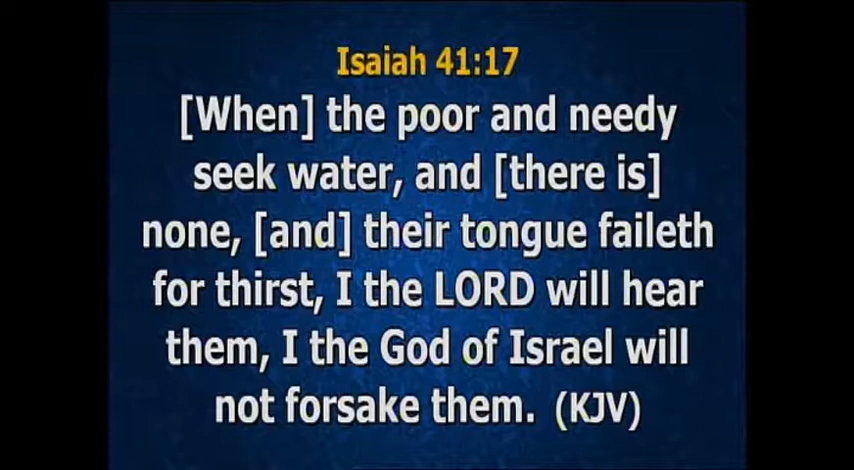 Isaiah 41:17
[When] the poor and needy
seek water, and [there is]
none, [and] their tongue faileth
for thirst, I the LORD will hear
them, I the God of Israel will
not forsake them. (KJV)